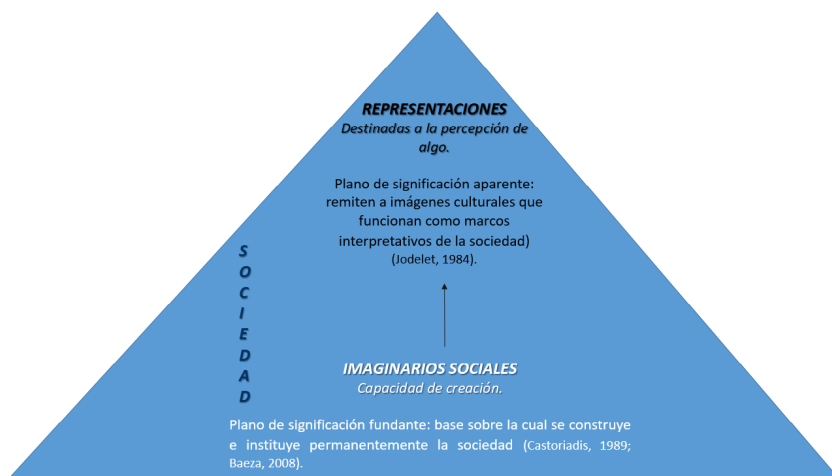 REPRESENTACIONES
Destinadas a la percepción de
algo.
Plano de significación aparente:
remiten a imágenes culturales que
funcionan como marcos
interpretativos de la sociedad)
(Jodelet, 1984).
S
O
C
I
E
D
A
D
IMAGINARIOS SOCIALES
Capacidad de creación.
Plano de significación fundante: base sobre la cual se construye
e instituye permanentemente la sociedad (Castoriadis, 1989;
Baeza, 2008).